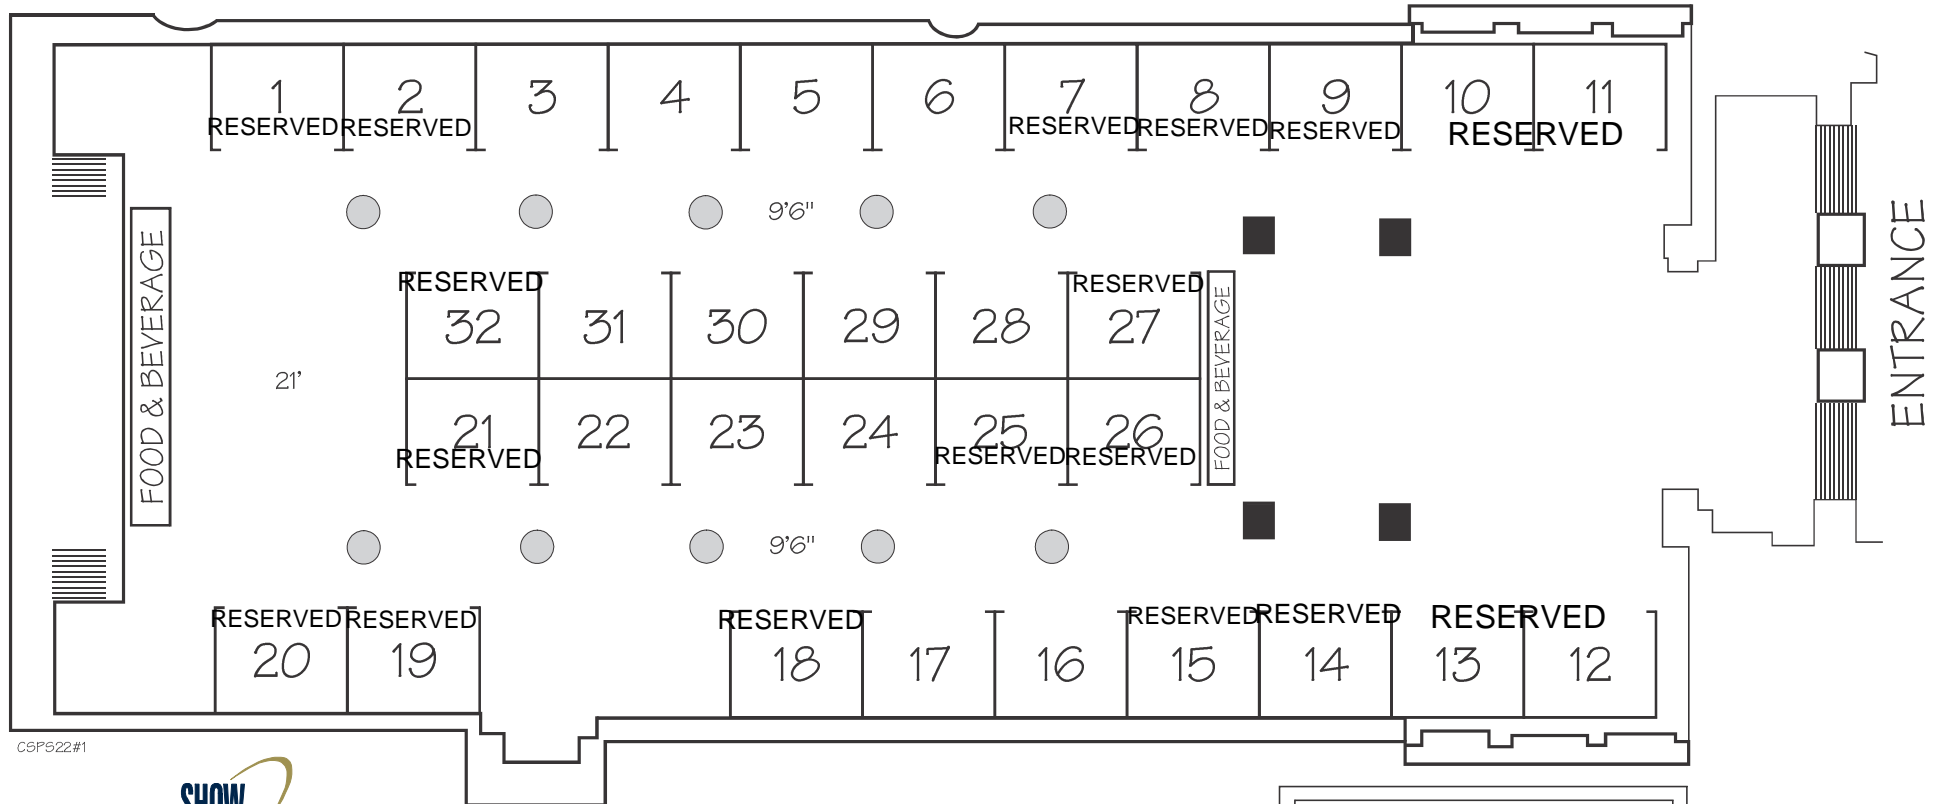 1 2 3 4 5 6 7 8 9 10 11
RESERVED RESERVED RESERVED RESERVED RESERVED RESERVED
9'6"
ENTRANCE
FOOD & BEVERAGE
RESERVED RESERVED
32 31 30 29 28 27
FOOD & BEVERAGE
21'
21 22 23 24 25 26
RESERVED RESERVED RESERVED
9'6"
RESERVED RESERVED RESERVED RESERVED RESERVED RESERVED
20 19 18 17 16 15 14 13 12
CSPS22#1
SHOW